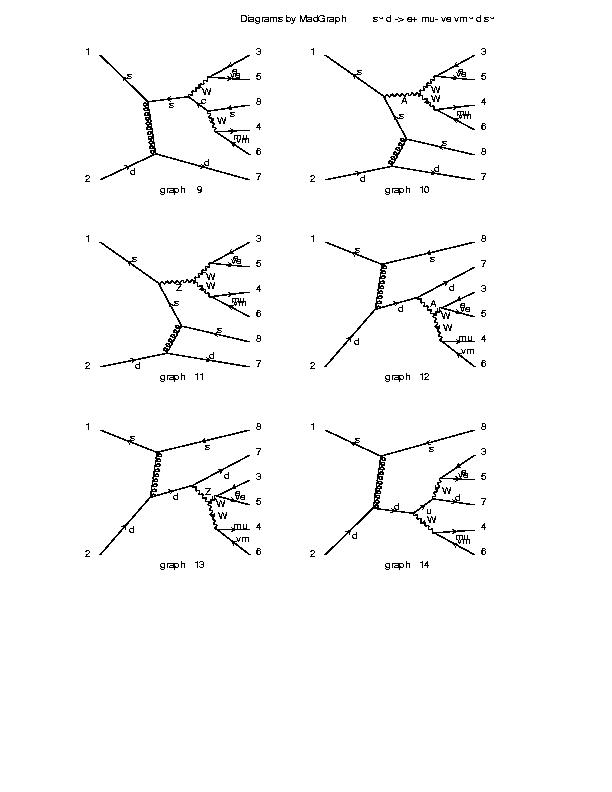 Diagrams by MadGraph s~ d -> e+ mu- ve vm~ d s~
1 3
s e
ve 5
W
s c 8
s
W 4
mu
vm
d d 6
2 7
graph 9
1 3
s e
ve 5
W
A W 4
mu
vm
s 6
s 8
d d
2 7
graph 10
1 3
s e
ve 5
W
Z W 4
mu
vm
s 6
s 8
d d
2 7
graph 11
1 8
s s
7
d 3
d A e
ve 5
W
W
d mu 4
vm
2 6
graph 12
1 8
s s
7
d 3
d Z e
ve 5
W
W mu 4
d vm
2 6
graph 13
1 8
s s
3
e
ve 5
W
d 7
d u
W 4
d mu
vm
2 6
graph 14